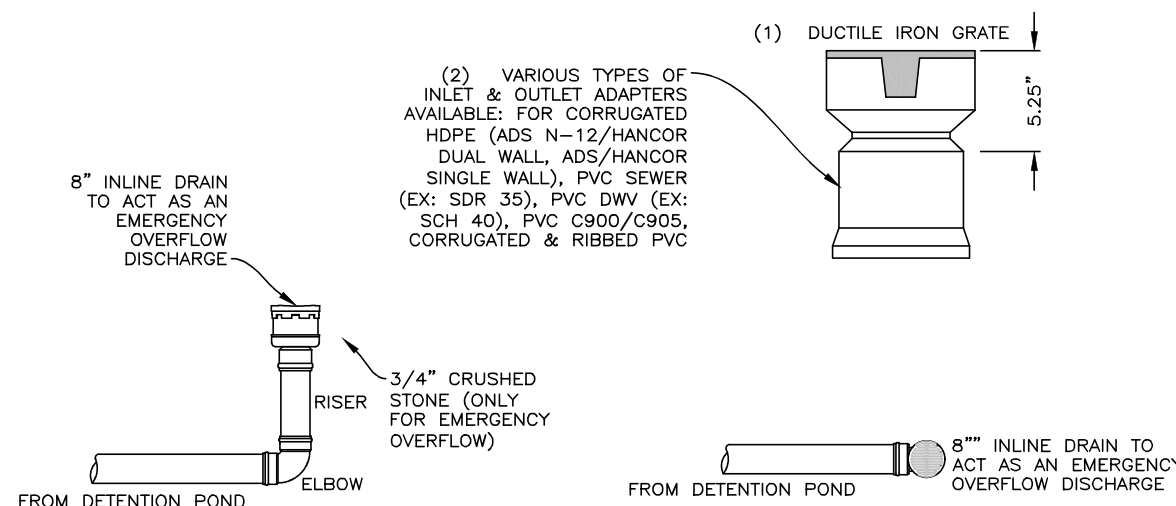 (1) DUCTILE IRON GRATE
5.25"
(2) VARIOUS TYPES OF
INLET & OUTLET ADAPTERS
AVAILABLE: FOR CORRUGATED
HDPE (ADS N-12/HANCOR
DUAL WALL, ADS/HANCOR
SINGLE WALL), PVC SEWER
(EX: SDR 35), PVC DWV (EX:
SCH 40), PVC C900/C905,
CORRUGATED & RIBBED PVC
8" INLINE DRAIN
TO ACT AS AN
EMERGENCY
OVERFLOW
DISCHARGE
3/4" CRUSHED
STONE (ONLY
FOR EMERGENCY
OVERFLOW)
RISER
ELBOW
FROM DETENTION POND
8"" INLINE DRAIN TO
ACT AS AN EMERGENCY
OVERFLOW DISCHARGE
FROM DETENTION POND